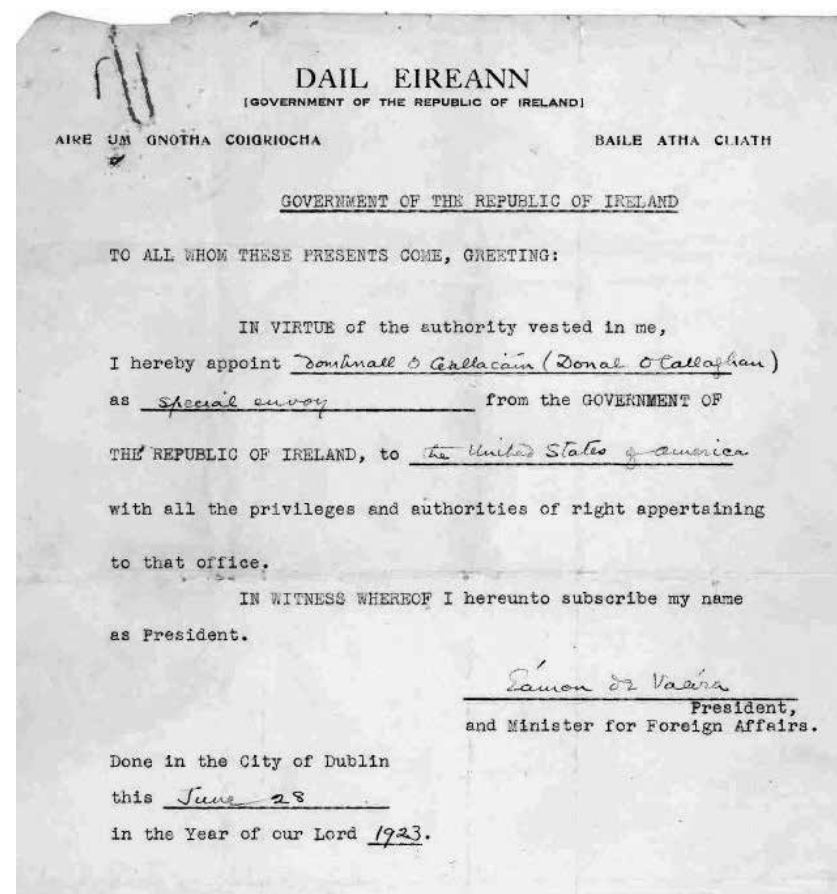 DAIL EIREANN
[GOVERNMENT OF THE REPUBLIC OF IRELAND]
AIRE UM GNOTHA COIGRIOCHA BAILE ATHA CLIATH
GOVERNMENT OF THE REPUBLIC OF IRELAND
TO ALL WHOM THESE PRESENTS COME, GREETING:
IN VIRTUE of the authority vested in me,
I hereby appoint Domhnall O Ceallacain (Donal O Callaghan)
as special envoy from the GOVERNMENT OF
THE REPUBLIC OF IRELAND, to the United States of America
with all the privileges and authorities of right appertaining
to that office.
IN WITNESS WHEREOF I hereunto subscribe my name
as President.
Éamon de Valéra
President,
and Minister for Foreign Affairs.
Done in the City of Dublin
this June 28
in the Year of our Lord 1923.